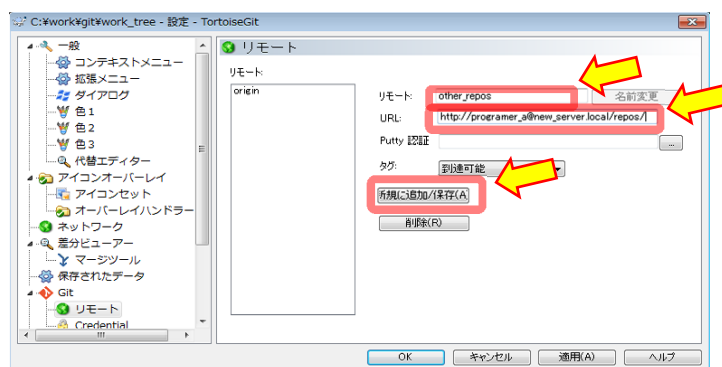 C:¥work¥git¥work_tree - 設定 - TortoiseGit
一般
コンテキストメニュー
拡張メニュー
ダイアログ
色1
色2
色3
代替エディター
アイコンオーバーレイ
アイコンセット
オーバーレイハンドラー
ネットワーク
差分ビューアー
マージツール
保存されたデータ
Git
リモート
Credential
リモート
リモート:
origin
リモート: other_repos 名前変更
URL: http://programer_a@new_server.local/repos/
Putty 認証 ...
タグ: 到達可能
新規に追加/保存(A
削除(R)
OK キャンセル 適用(A) ヘルプ